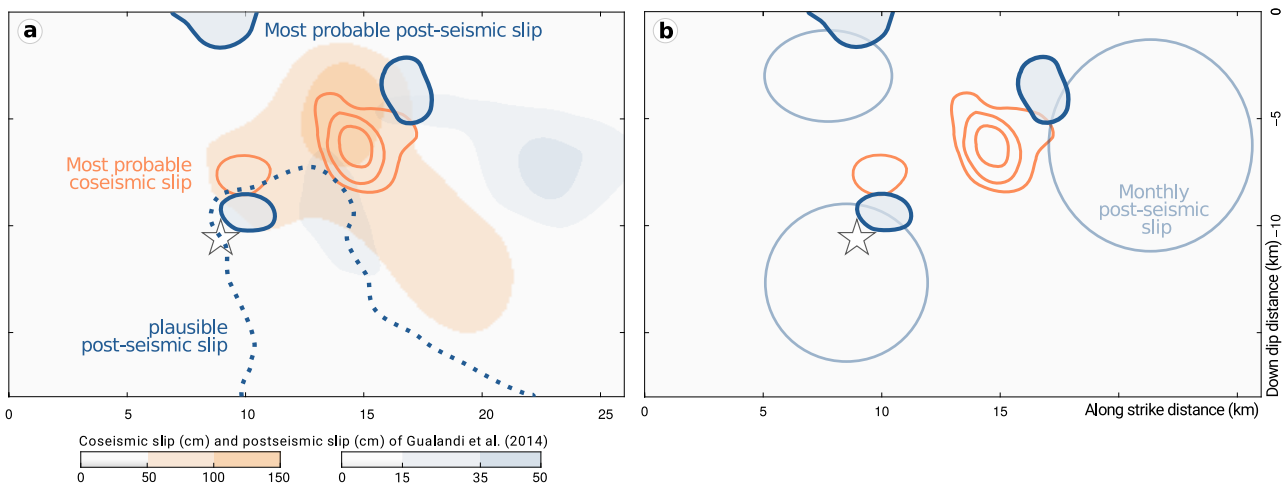 a
Most probable post-seismic slip
Most probable
coseismic slip
plausible
post-seismic slip
0
5
10
15
20
25
Coseismic slip (cm) and postseismic slip (cm) of Gualandi et al. (2014)
0
50
100
150
0
15
35
50
b
Monthly
post-seismic
slip
0
−5
−10
Down dip distance (km)
0
5
10
15
Along strike distance (km)